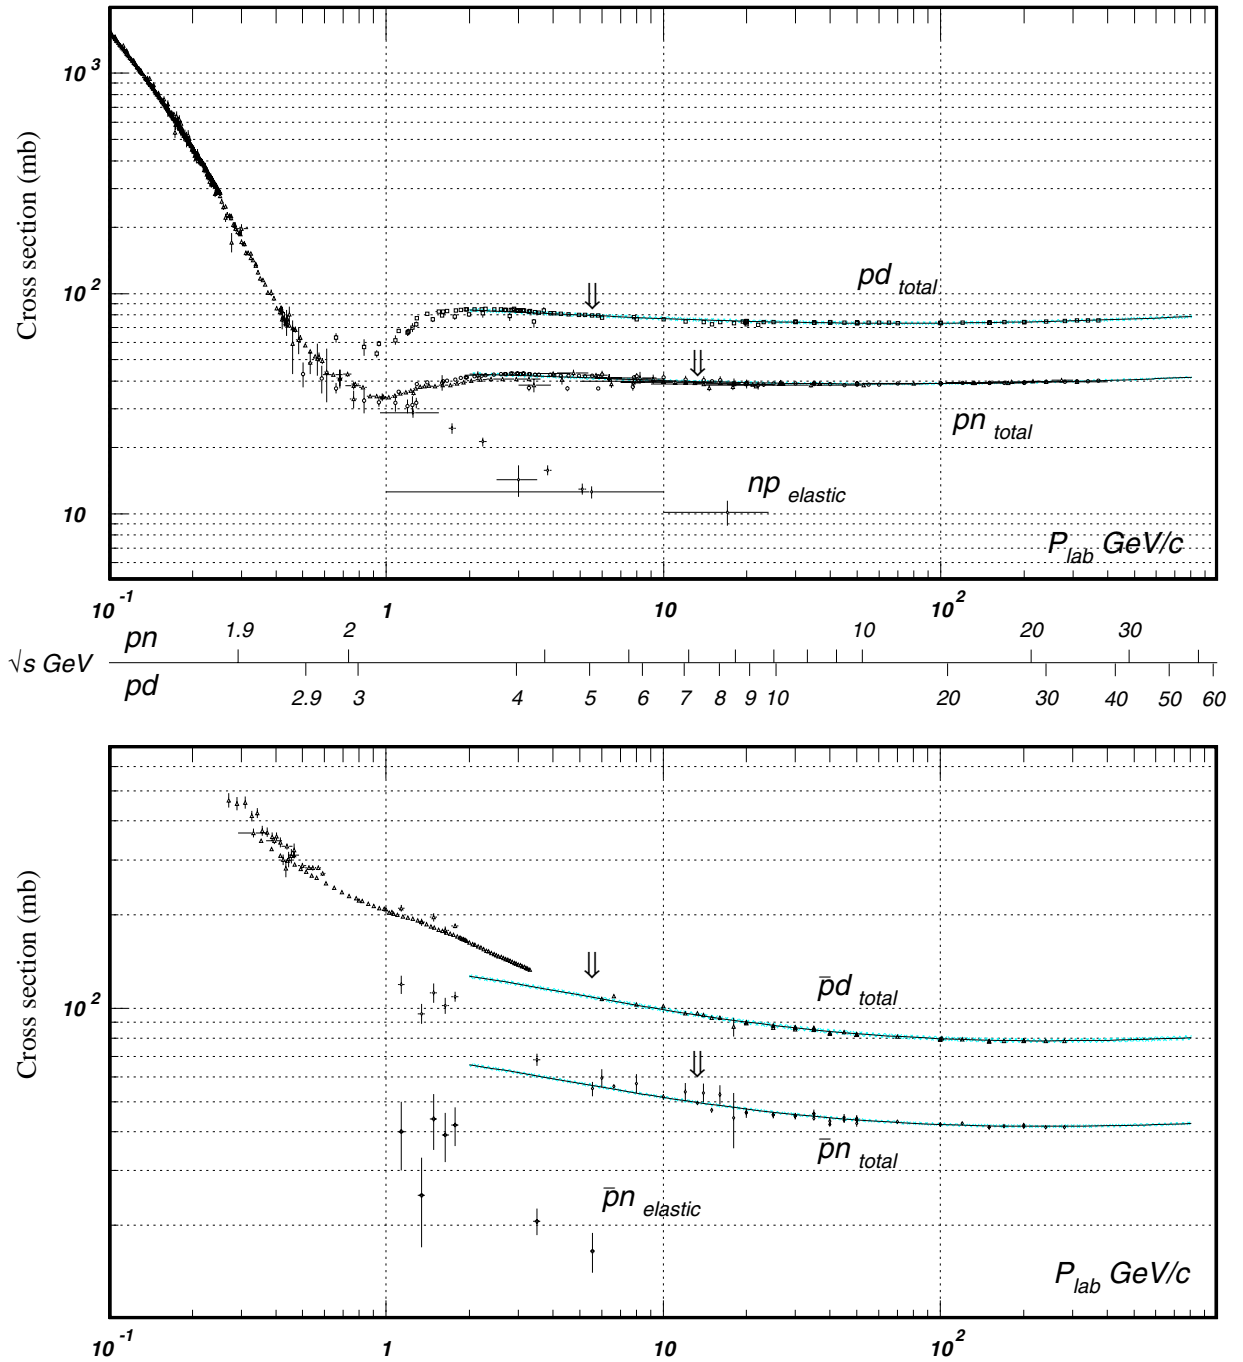 Cross section (mb)
10³
10²
10
pd total
pn total
np elastic
P lab GeV/c
10⁻¹ 1 10 10²
pn 1.9 2 10 20 30
√s GeV
pd 2.9 3 4 5 6 7 8 9 10 20 30 40 50 60
Cross section (mb)
10²
p̅d total
p̅n total
p̅n elastic
P lab GeV/c
10⁻¹ 1 10 10²